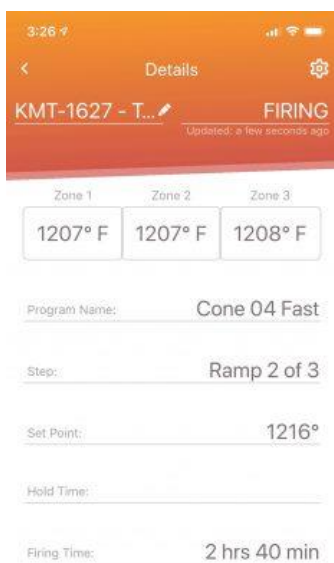 3:26
Details
KMT-1627 - T... FIRING
Updated: a few seconds ago
Zone 1 Zone 2 Zone 3
1207° F 1207° F 1208° F
Program Name: Cone 04 Fast
Step: Ramp 2 of 3
Set Point: 1216°
Hold Time:
Firing Time: 2 hrs 40 min